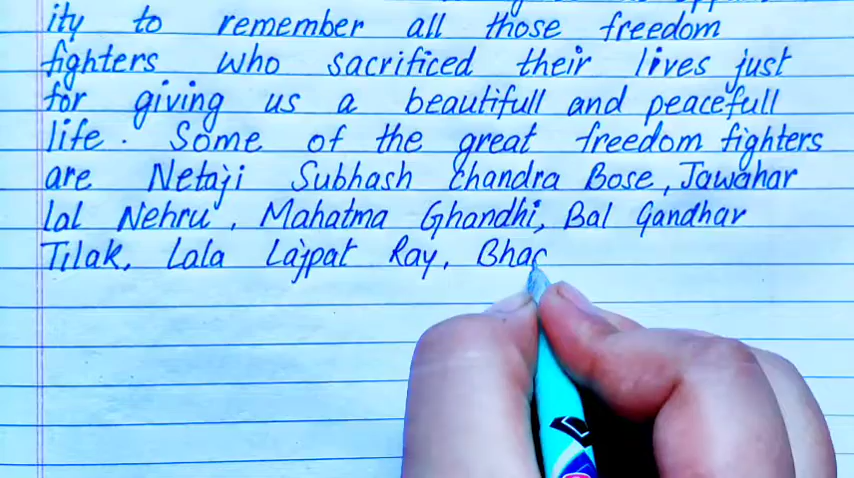 ity to remember all those freedom
fighters who sacrificed their lives just
for giving us a beautifull and peacefull
life. Some of the great freedom fighters
are Netaji Subhash Chandra Bose, Jawahar
lal Nehru, Mahatma Ghandhi, Bal Gandhar
Tilak, Lala Lajpat Ray, Bha